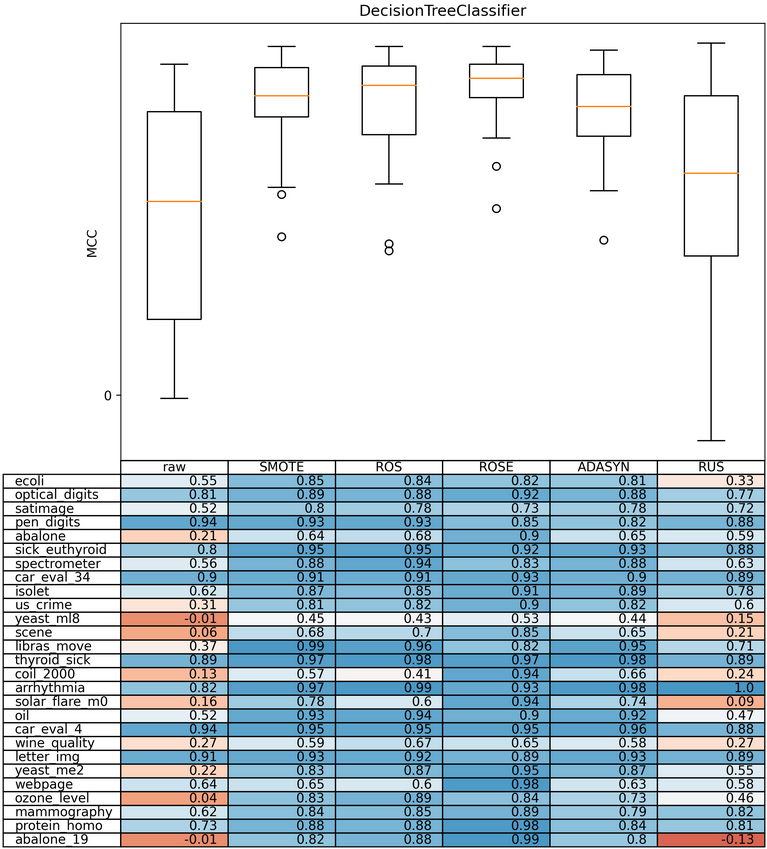 DecisionTreeClassifier
MCC
0
raw SMOTE ROS ROSE ADASYN RUS
ecoli 0.55 0.85 0.84 0.82 0.81 0.33
optical_digits 0.81 0.89 0.88 0.92 0.88 0.77
satimage 0.52 0.8 0.78 0.73 0.78 0.72
pen_digits 0.94 0.93 0.93 0.85 0.82 0.88
abalone 0.21 0.64 0.68 0.9 0.65 0.59
sick_euthyroid 0.8 0.95 0.95 0.92 0.93 0.88
spectrometer 0.56 0.88 0.94 0.83 0.88 0.63
car_eval_34 0.9 0.91 0.91 0.93 0.9 0.89
isolet 0.62 0.87 0.85 0.91 0.89 0.78
us_crime 0.31 0.81 0.82 0.9 0.82 0.6
yeast_ml8 -0.01 0.45 0.43 0.53 0.44 0.15
scene 0.06 0.68 0.7 0.85 0.65 0.21
libras_move 0.37 0.99 0.96 0.82 0.95 0.71
thyroid_sick 0.89 0.97 0.98 0.97 0.98 0.89
coil_2000 0.13 0.57 0.41 0.94 0.66 0.24
arrhythmia 0.82 0.97 0.99 0.93 0.98 1.0
solar_flare_m0 0.16 0.78 0.6 0.94 0.74 0.09
oil 0.52 0.93 0.94 0.9 0.92 0.47
car_eval_4 0.94 0.95 0.95 0.95 0.96 0.88
wine_quality 0.27 0.59 0.67 0.65 0.58 0.27
letter_img 0.91 0.93 0.92 0.89 0.93 0.89
yeast_me2 0.22 0.83 0.87 0.95 0.87 0.55
webpage 0.64 0.65 0.6 0.98 0.63 0.58
ozone_level 0.04 0.83 0.89 0.84 0.73 0.46
mammography 0.62 0.84 0.85 0.89 0.79 0.82
protein_homo 0.73 0.88 0.88 0.98 0.84 0.81
abalone_19 -0.01 0.82 0.88 0.99 0.8 -0.13